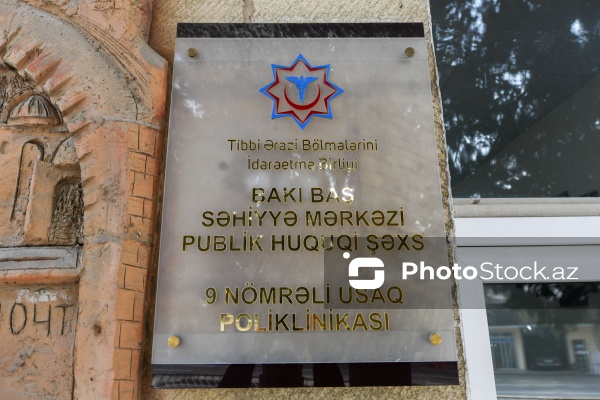 Tibbi Ərazi Bölmələrini
İdarəetmə Birliyi
BAKI BAŞ
SƏHİYYƏ MƏRKƏZİ
PUBLİK HUQUQİ ŞƏXS
9 NÖMRƏLİ UŞAQ
POLİKLİNİKASI
PhotoStock.az